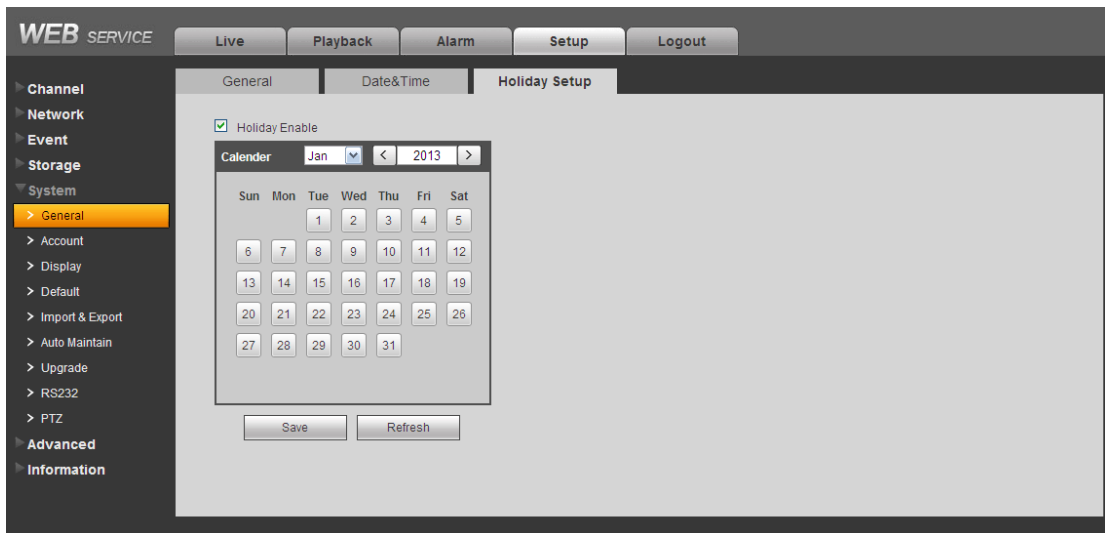 WEB SERVICE
Live Playback Alarm Setup Logout
General Date&Time Holiday Setup
Channel
Network
Event
Storage
System
> General
> Account
> Display
> Default
> Import & Export
> Auto Maintain
> Upgrade
> RS232
> PTZ
Advanced
Information
Holiday Enable
Calender Jan < 2013 >
Sun Mon Tue Wed Thu Fri Sat
1 2 3 4 5
6 7 8 9 10 11 12
13 14 15 16 17 18 19
20 21 22 23 24 25 26
27 28 29 30 31
Save Refresh